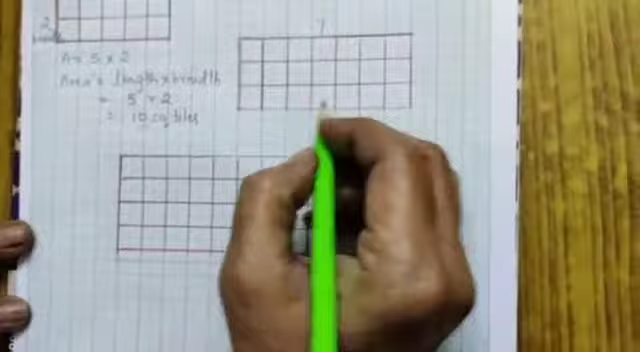 2
A = 5 x 2
Area = length x breadth
= 5 x 2
= 10 sq tiles
7